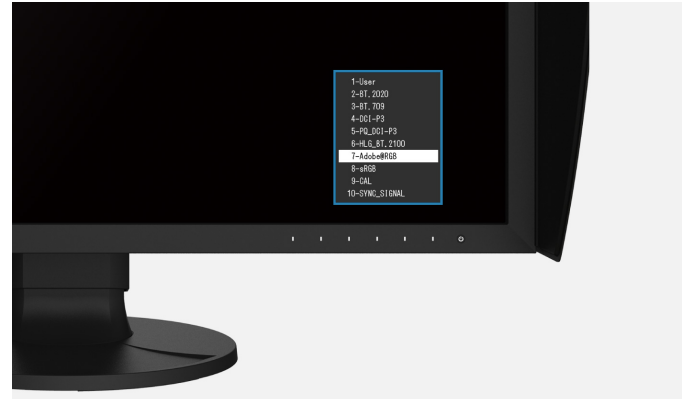 1-User
2-BT.2020
3-BT.709
4-DCI-P3
5-PQ_DCI-P3
6-HLG_BT.2100
7-Adobe®RGB
8-sRGB
9-CAL
10-SYNC_SIGNAL